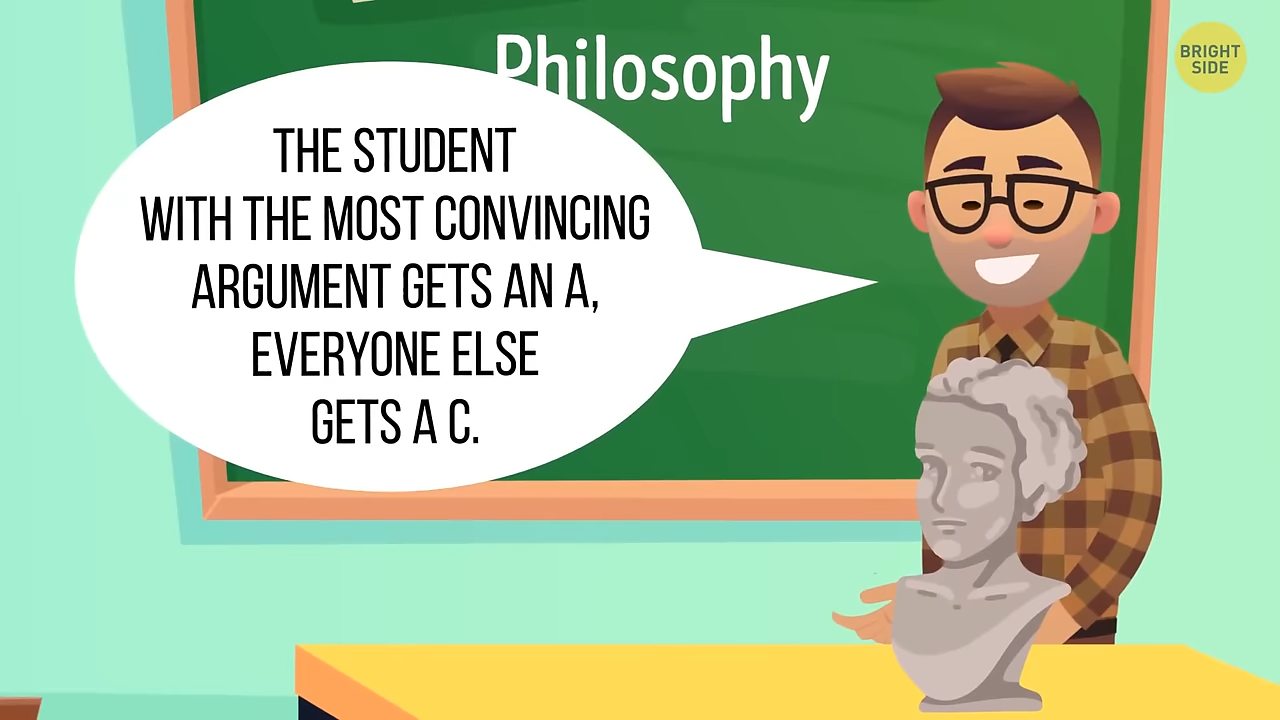 Philosophy
BRIGHT
SIDE
THE STUDENT
WITH THE MOST CONVINCING
ARGUMENT GETS AN A,
EVERYONE ELSE
GETS A C.